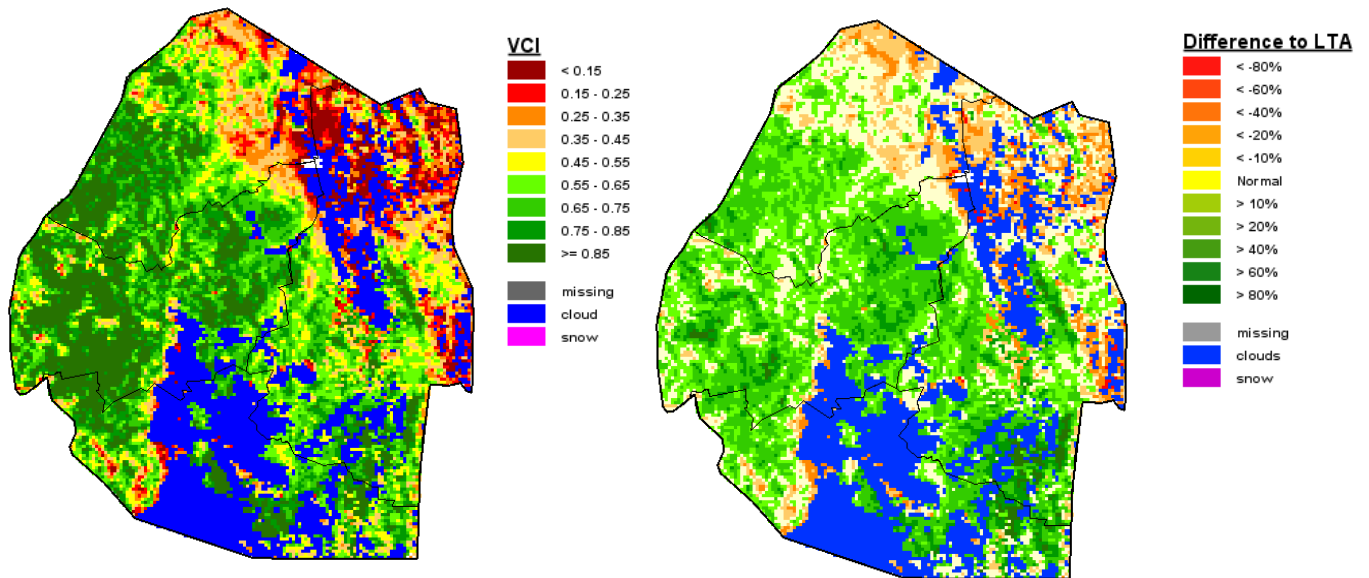 VCI
< 0.15
0.15 - 0.25
0.25 - 0.35
0.35 - 0.45
0.45 - 0.55
0.55 - 0.65
0.65 - 0.75
0.75 - 0.85
>= 0.85
missing
cloud
snow
Difference to LTA
< -80%
< -60%
< -40%
< -20%
< -10%
Normal
> 10%
> 20%
> 40%
> 60%
> 80%
missing
clouds
snow